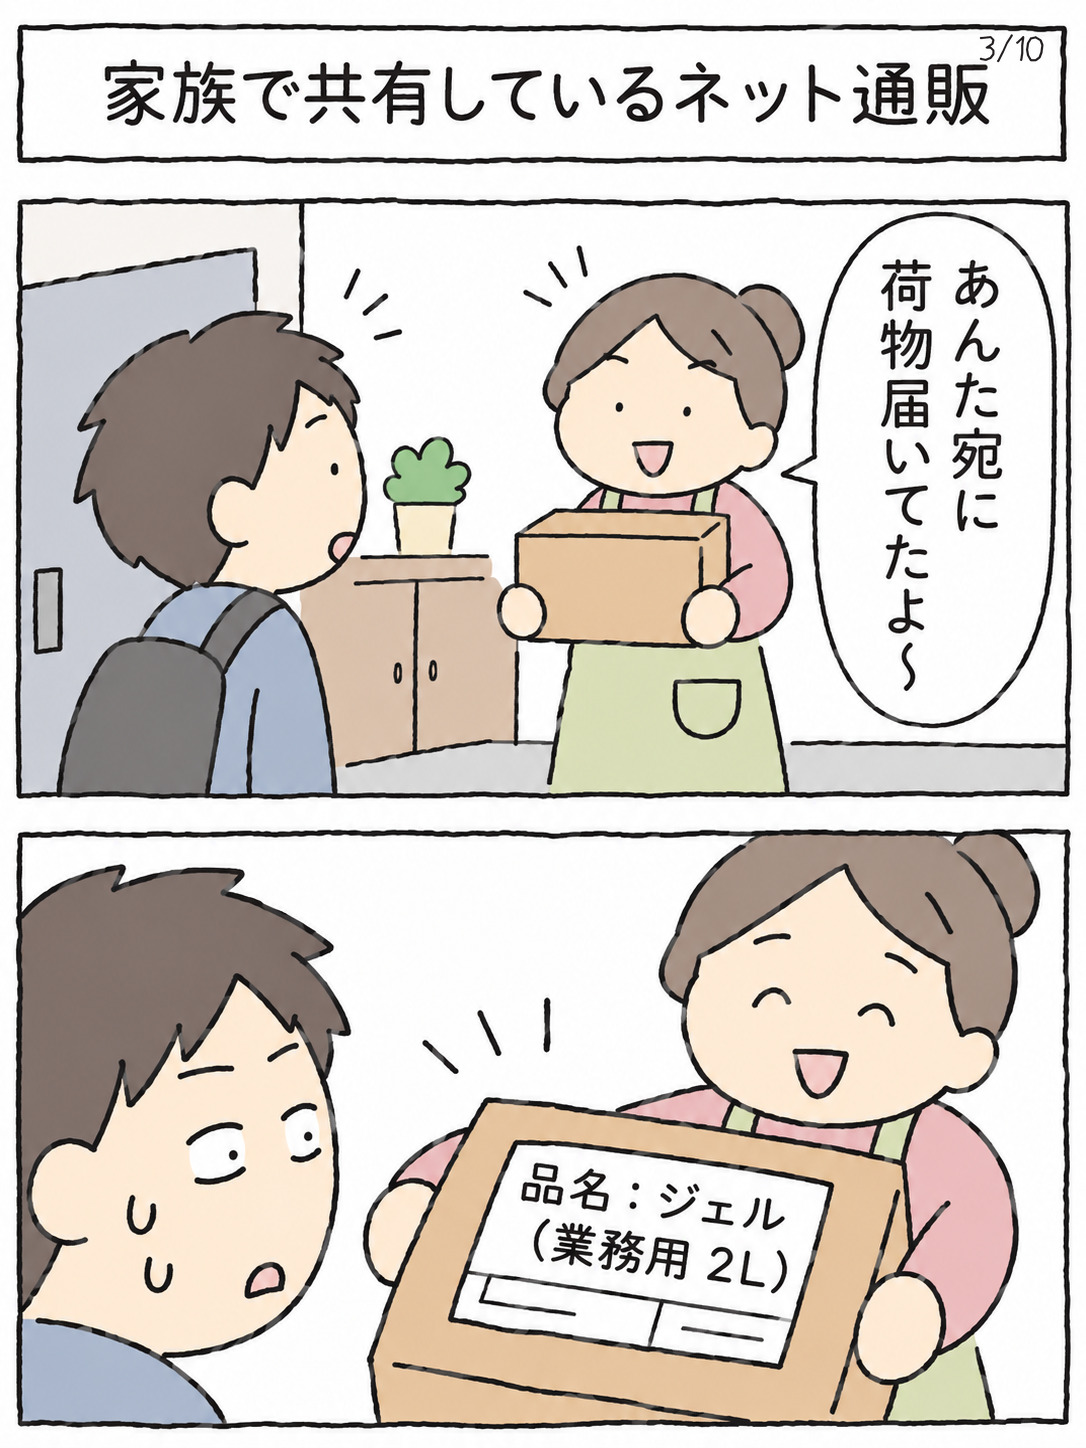 3/10
家族で共有しているネット通販
あんた宛に
荷物届いてたよ～
品名：ジェル
（業務用 2L）